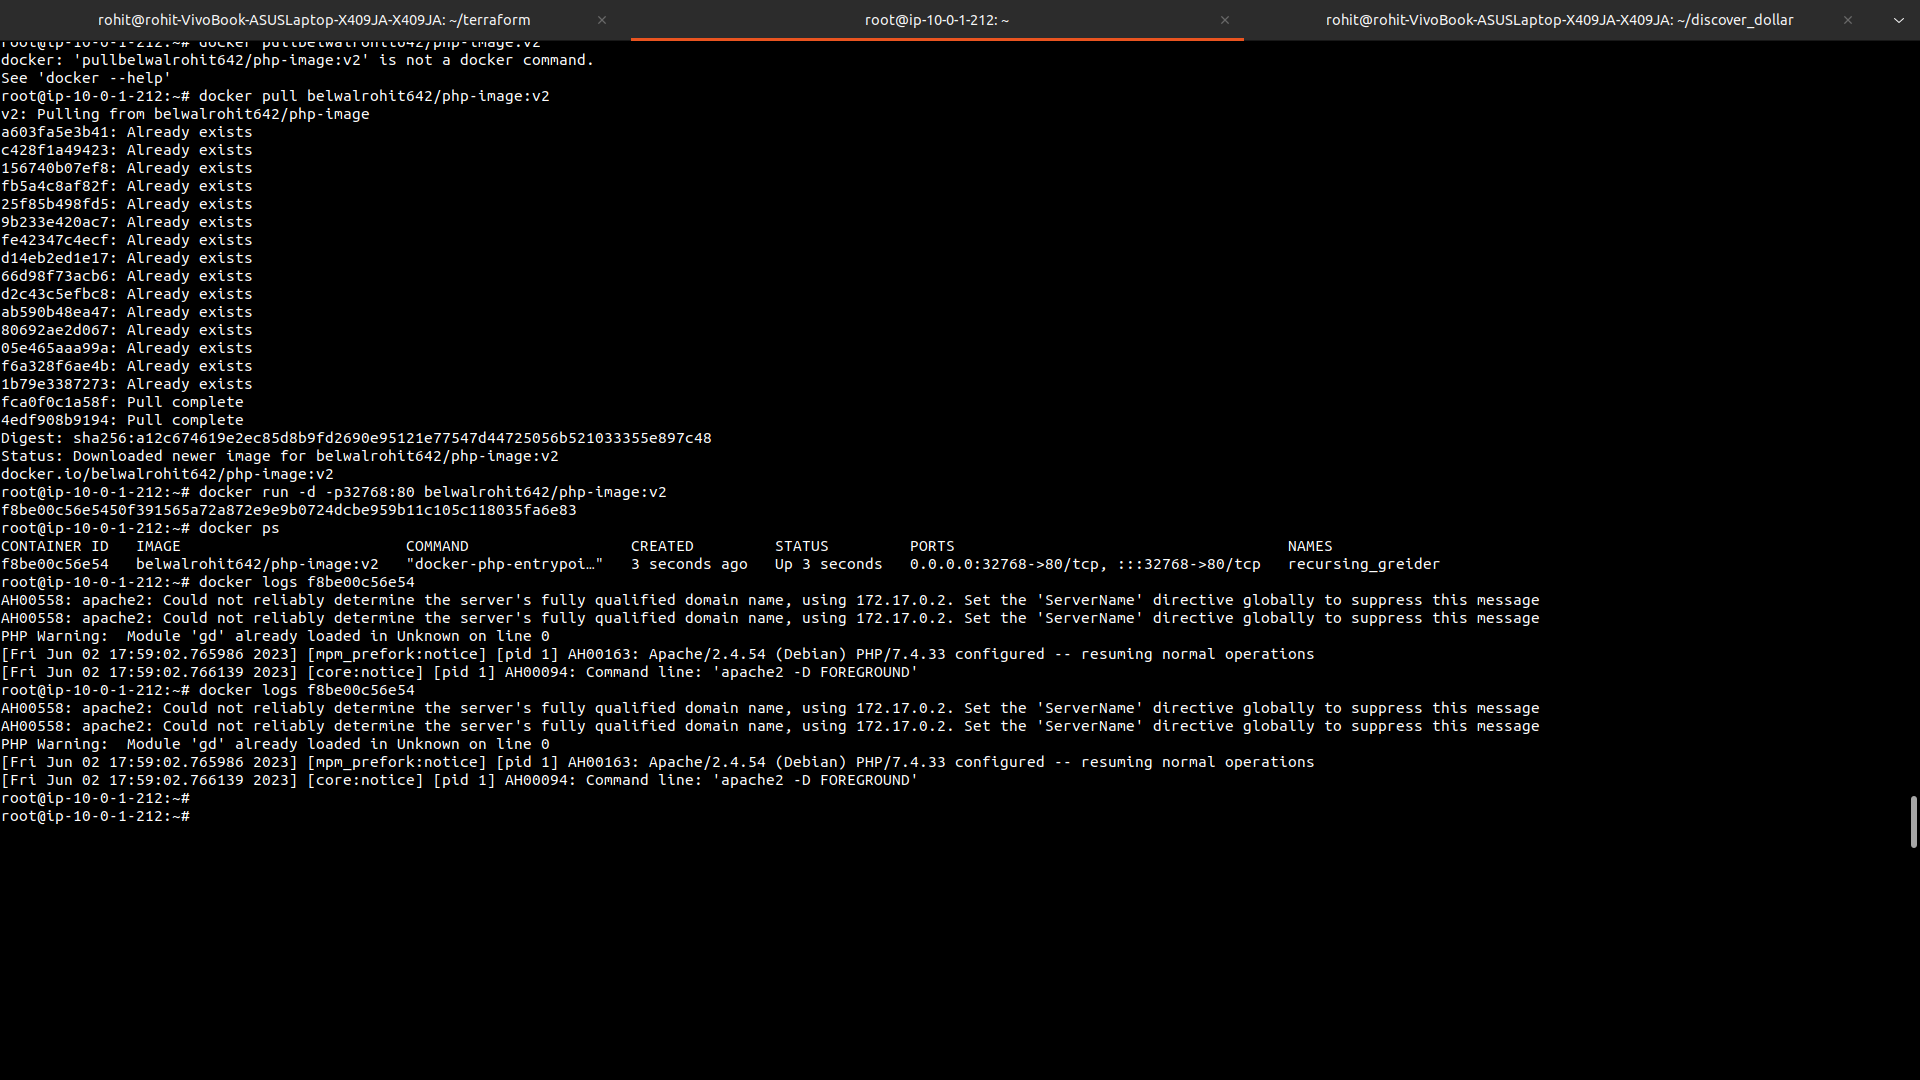 rohit@rohit-VivoBook-ASUSLaptop-X409JA-X409JA: ~/terraform
root@ip-10-0-1-212: ~
rohit@rohit-VivoBook-ASUSLaptop-X409JA-X409JA: ~/discover_dollar
root@ip-10-0-1-212:~# docker pullbelwalrohit642/php-image:v2
docker: 'pullbelwalrohit642/php-image:v2' is not a docker command.
See 'docker --help'
root@ip-10-0-1-212:~# docker pull belwalrohit642/php-image:v2
v2: Pulling from belwalrohit642/php-image
a603fa5e3b41: Already exists
c428f1a49423: Already exists
156740b07ef8: Already exists
fb5a4c8af82f: Already exists
25f85b498fd5: Already exists
9b233e420ac7: Already exists
fe42347c4ecf: Already exists
d14eb2ed1e17: Already exists
66d98f73acb6: Already exists
d2c43c5efbc8: Already exists
ab590b48ea47: Already exists
80692ae2d067: Already exists
05e465aaa99a: Already exists
f6a328f6ae4b: Already exists
1b79e3387273: Already exists
fca0f0c1a58f: Pull complete
4edf908b9194: Pull complete
Digest: sha256:a12c674619e2ec85d8b9fd2690e95121e77547d44725056b521033355e897c48
Status: Downloaded newer image for belwalrohit642/php-image:v2
docker.io/belwalrohit642/php-image:v2
root@ip-10-0-1-212:~# docker run -d -p32768:80 belwalrohit642/php-image:v2
f8be00c56e5450f391565a72a872e9e9b0724dcbe959b11c105c118035fa6e83
root@ip-10-0-1-212:~# docker ps
CONTAINER ID   IMAGE                         COMMAND                  CREATED         STATUS         PORTS                                     NAMES
f8be00c56e54   belwalrohit642/php-image:v2   "docker-php-entrypoi…"   3 seconds ago   Up 3 seconds   0.0.0.0:32768->80/tcp, :::32768->80/tcp   recursing_greider
root@ip-10-0-1-212:~# docker logs f8be00c56e54
AH00558: apache2: Could not reliably determine the server's fully qualified domain name, using 172.17.0.2. Set the 'ServerName' directive globally to suppress this message
AH00558: apache2: Could not reliably determine the server's fully qualified domain name, using 172.17.0.2. Set the 'ServerName' directive globally to suppress this message
PHP Warning:  Module 'gd' already loaded in Unknown on line 0
[Fri Jun 02 17:59:02.765986 2023] [mpm_prefork:notice] [pid 1] AH00163: Apache/2.4.54 (Debian) PHP/7.4.33 configured -- resuming normal operations
[Fri Jun 02 17:59:02.766139 2023] [core:notice] [pid 1] AH00094: Command line: 'apache2 -D FOREGROUND'
root@ip-10-0-1-212:~# docker logs f8be00c56e54
AH00558: apache2: Could not reliably determine the server's fully qualified domain name, using 172.17.0.2. Set the 'ServerName' directive globally to suppress this message
AH00558: apache2: Could not reliably determine the server's fully qualified domain name, using 172.17.0.2. Set the 'ServerName' directive globally to suppress this message
PHP Warning:  Module 'gd' already loaded in Unknown on line 0
[Fri Jun 02 17:59:02.765986 2023] [mpm_prefork:notice] [pid 1] AH00163: Apache/2.4.54 (Debian) PHP/7.4.33 configured -- resuming normal operations
[Fri Jun 02 17:59:02.766139 2023] [core:notice] [pid 1] AH00094: Command line: 'apache2 -D FOREGROUND'
root@ip-10-0-1-212:~#
root@ip-10-0-1-212:~#